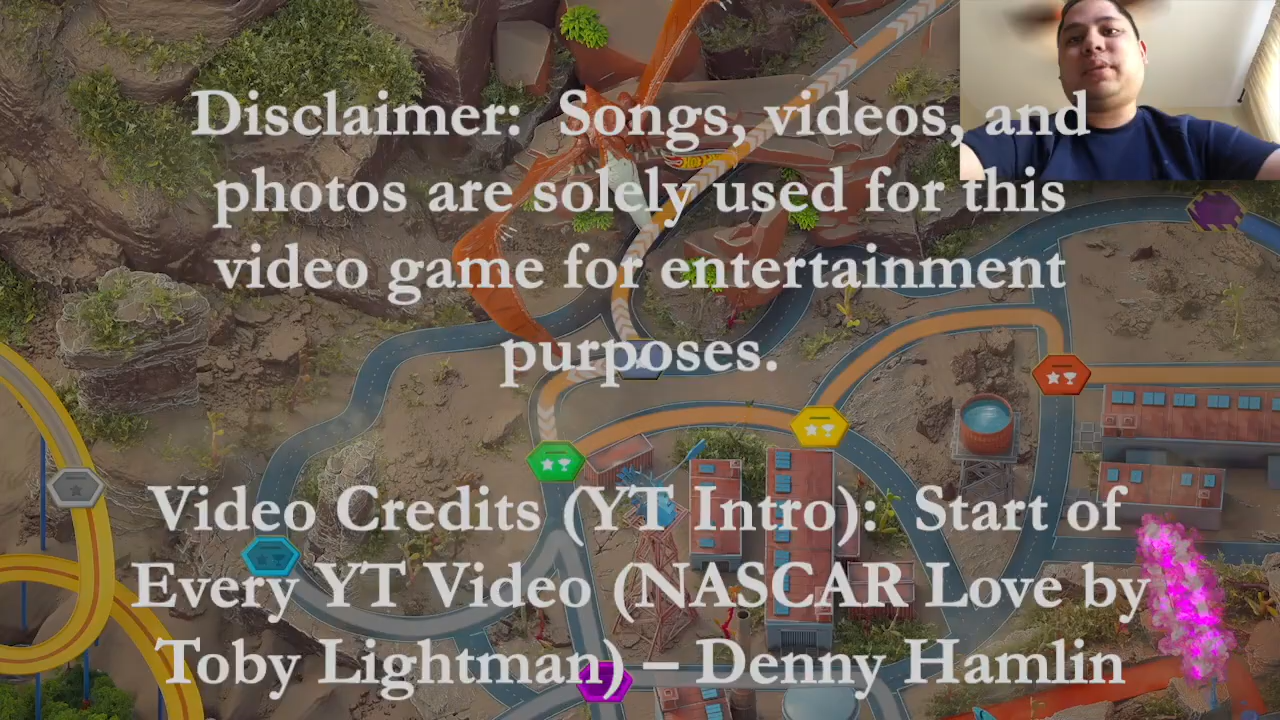 Disclaimer: Songs, videos, and
photos are solely used for this
video game for entertainment
purposes.
Video Credits (YT Intro): Start of
Every YT Video (NASCAR Love by
Toby Lightman) – Denny Hamlin